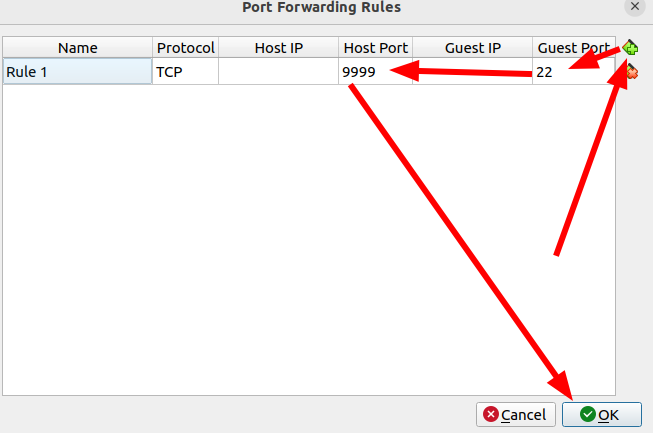 Port Forwarding Rules
Name Protocol Host IP Host Port Guest IP Guest Port
Rule 1 TCP 9999 22
Cancel OK